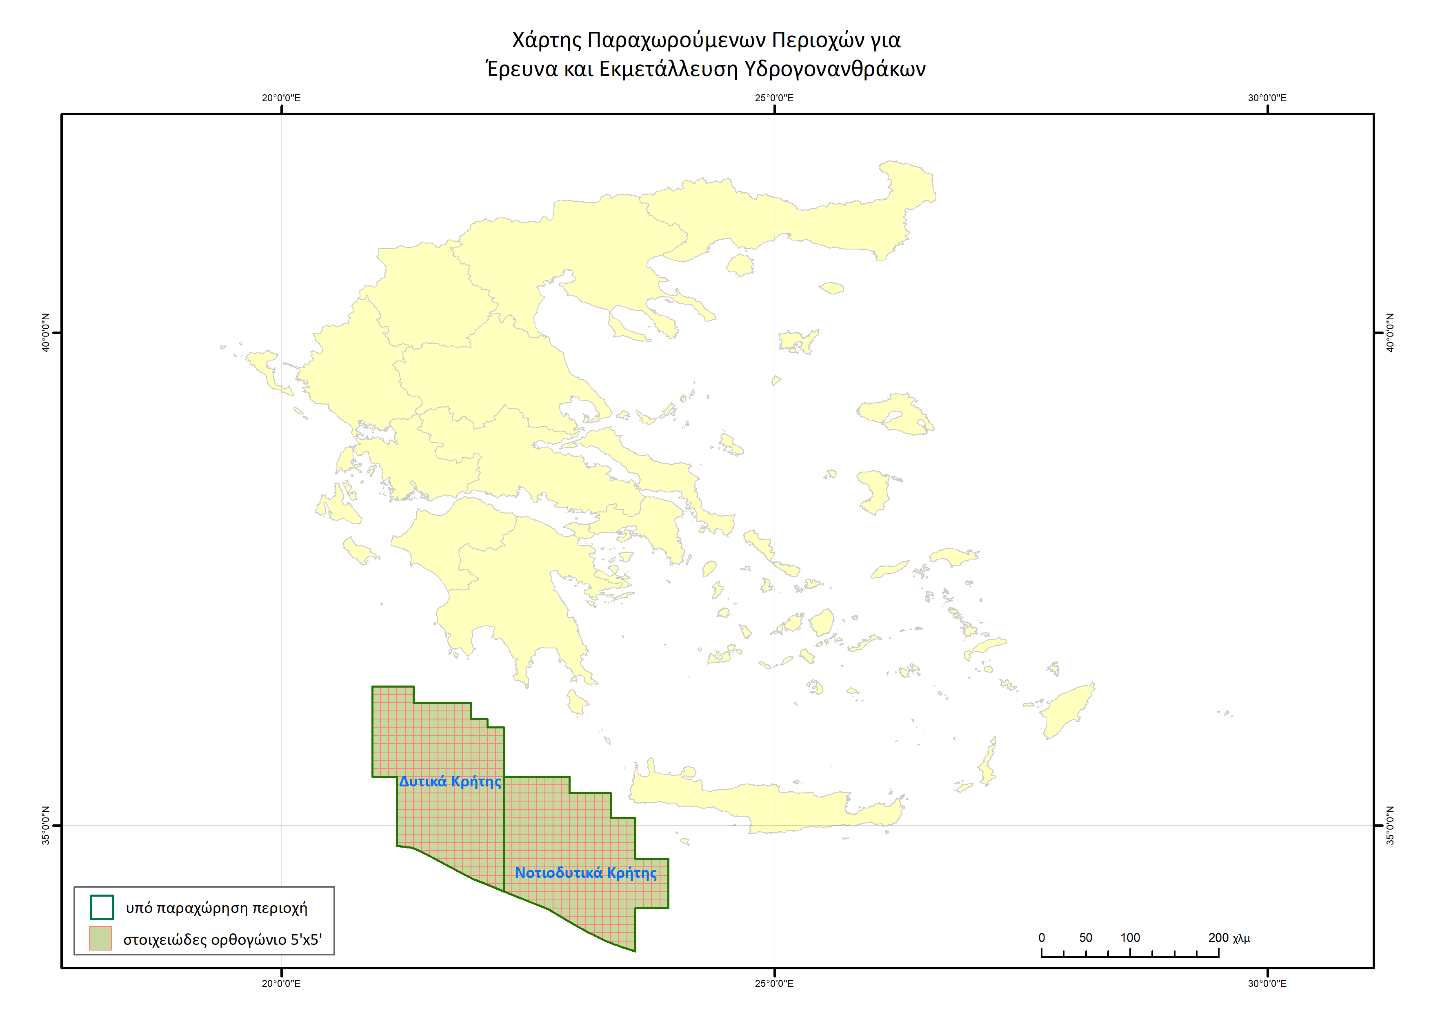 Χάρτης Παραχωρούμενων Περιοχών για
Έρευνα και Εκμετάλλευση Υδρογονανθράκων
20°0'0"E 25°0'0"E 30°0'0"E
40°0'0"N 40°0'0"N
Δυτικά Κρήτης
35°0'0"N 35°0'0"N
Νοτιοδυτικά Κρήτης
υπό παραχώρηση περιοχή
στοιχειώδες ορθογώνιο 5'x5'
0 50 100 200 χλμ
20°0'0"E 25°0'0"E 30°0'0"E